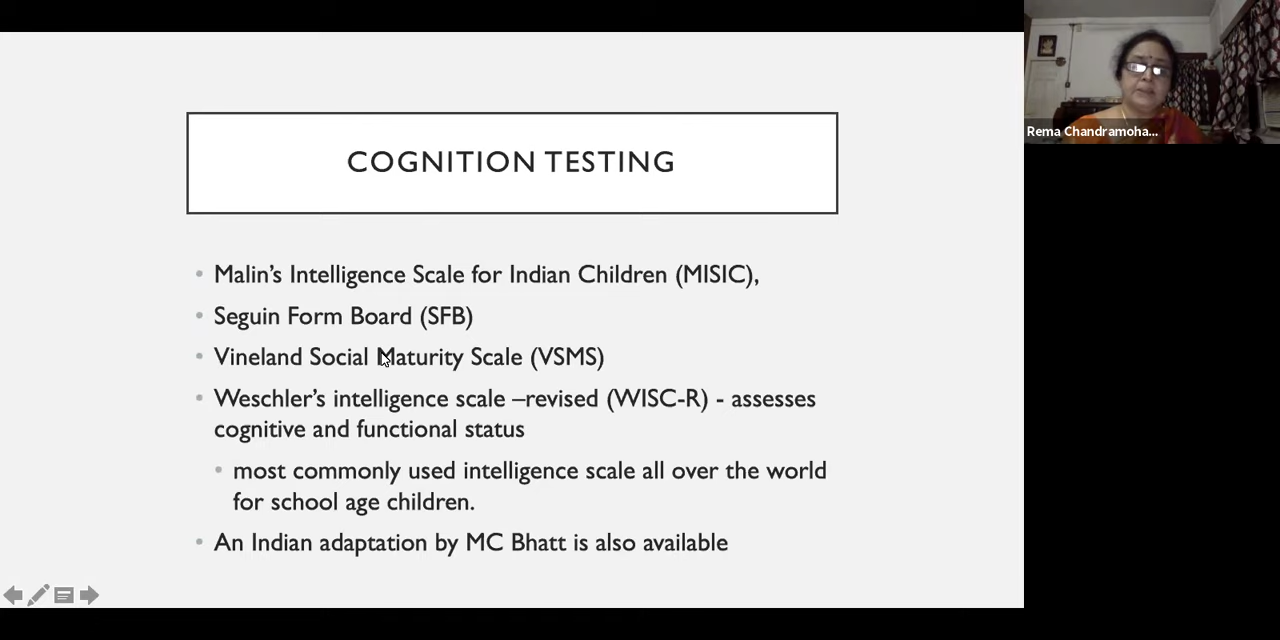 COGNITION TESTING
Malin’s Intelligence Scale for Indian Children (MISIC),
Seguin Form Board (SFB)
Vineland Social Maturity Scale (VSMS)
Weschler’s intelligence scale –revised (WISC-R) - assesses
cognitive and functional status
most commonly used intelligence scale all over the world
for school age children.
An Indian adaptation by MC Bhatt is also available
Rema Chandramoha...